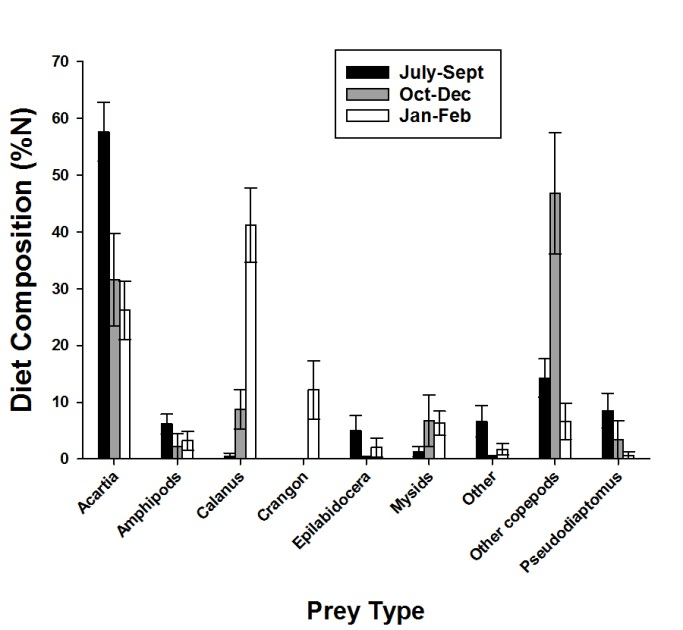 July-Sept
Oct-Dec
Jan-Feb
Diet Composition (%N)
70
60
50
40
30
20
10
0
Acartia
Amphipods
Calanus
Crangon
Epilabidocera
Mysids
Other
Other copepods
Pseudodiaptomus
Prey Type